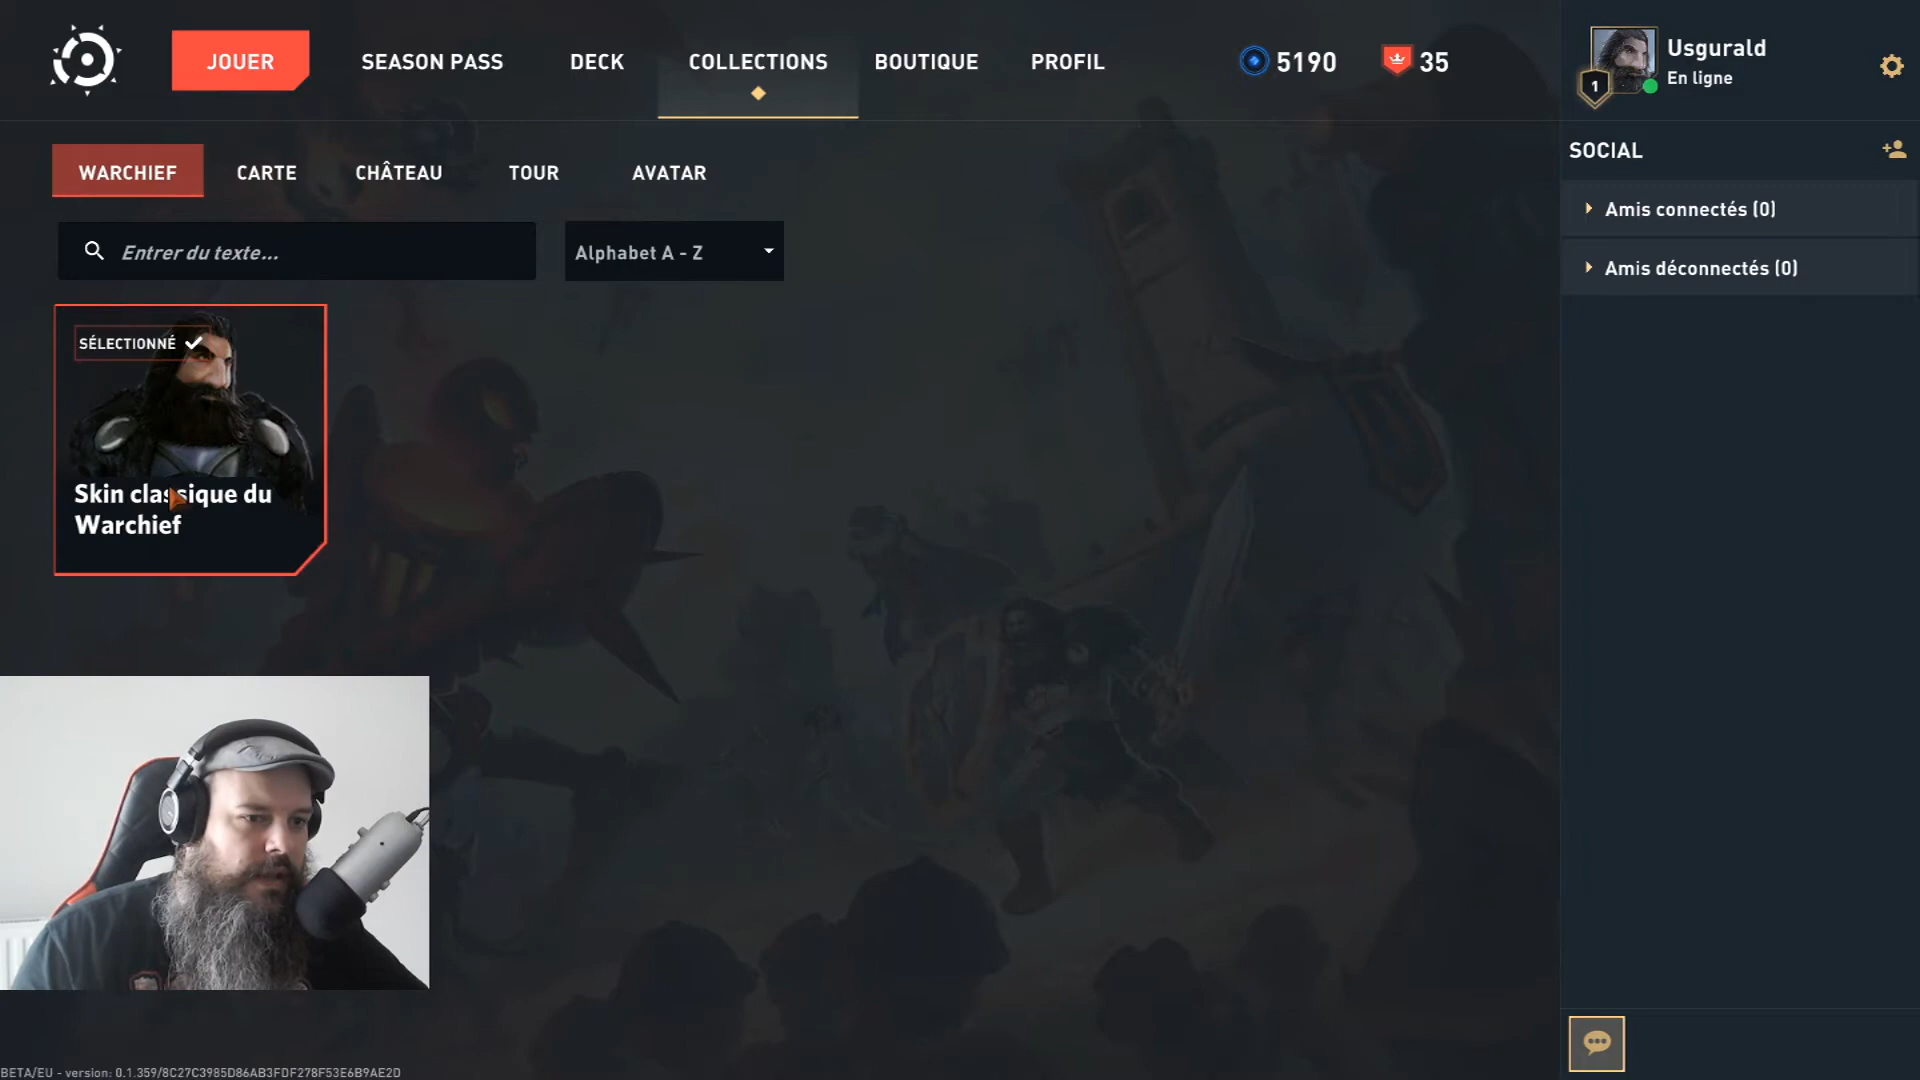 JOUER
SEASON PASS
DECK
COLLECTIONS
BOUTIQUE
PROFIL
5190
35
Usgurald
En ligne
1
SOCIAL
Amis connectés (0)
Amis déconnectés (0)
WARCHIEF
CARTE
CHÂTEAU
TOUR
AVATAR
Entrer du texte...
Alphabet A - Z
SÉLECTIONNÉ
Skin classique du
Warchief
BETA/EU - version: 0.1.359/8C27C3985D86AB3FDF278F53E6B9AE2D